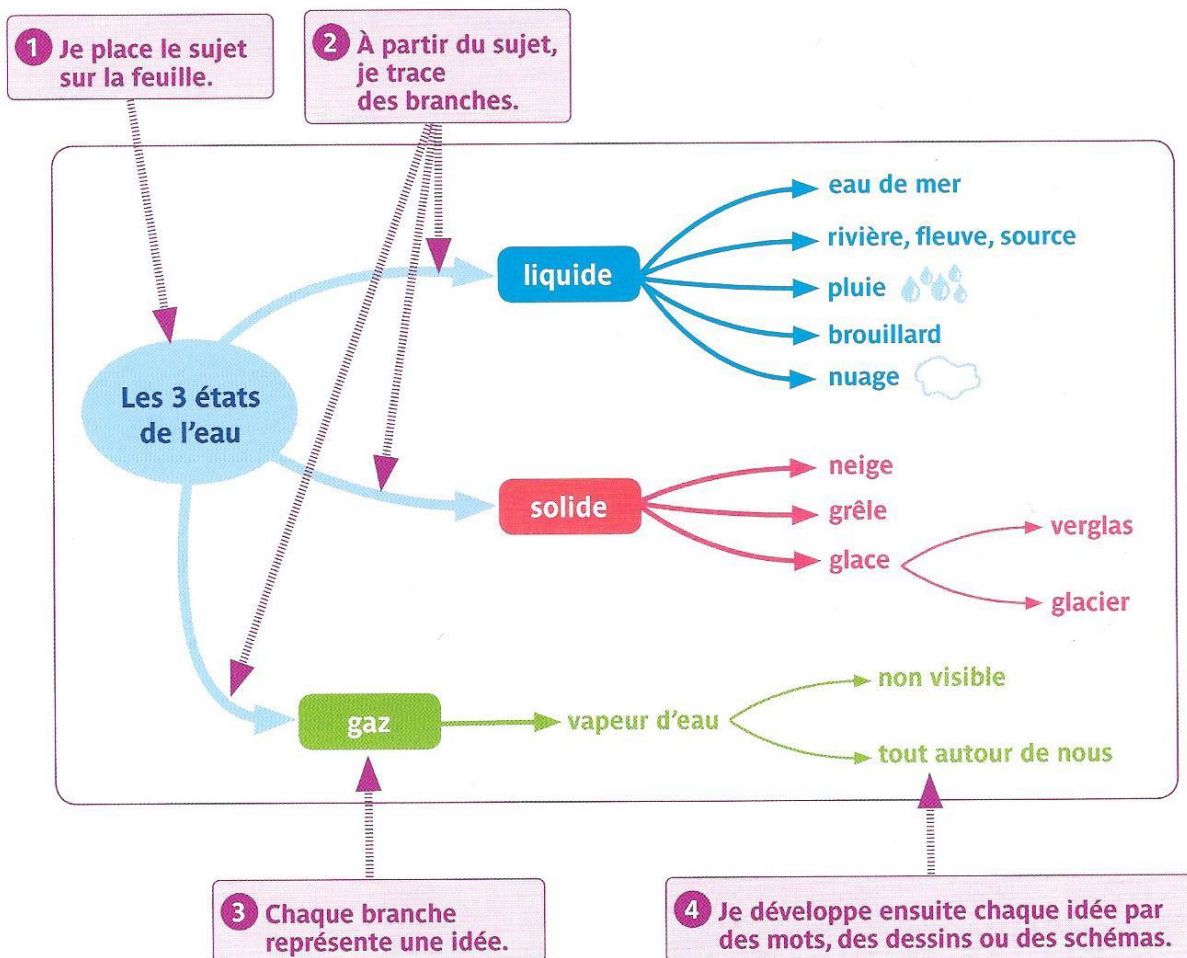 1 Je place le sujet
sur la feuille.
2 À partir du sujet,
je trace
des branches.
Les 3 états
de l'eau
liquide
eau de mer
rivière, fleuve, source
pluie
brouillard
nuage
solide
neige
grêle
glace
verglas
glacier
gaz
vapeur d'eau
non visible
tout autour de nous
3 Chaque branche
représente une idée.
4 Je développe ensuite chaque idée par
des mots, des dessins ou des schémas.